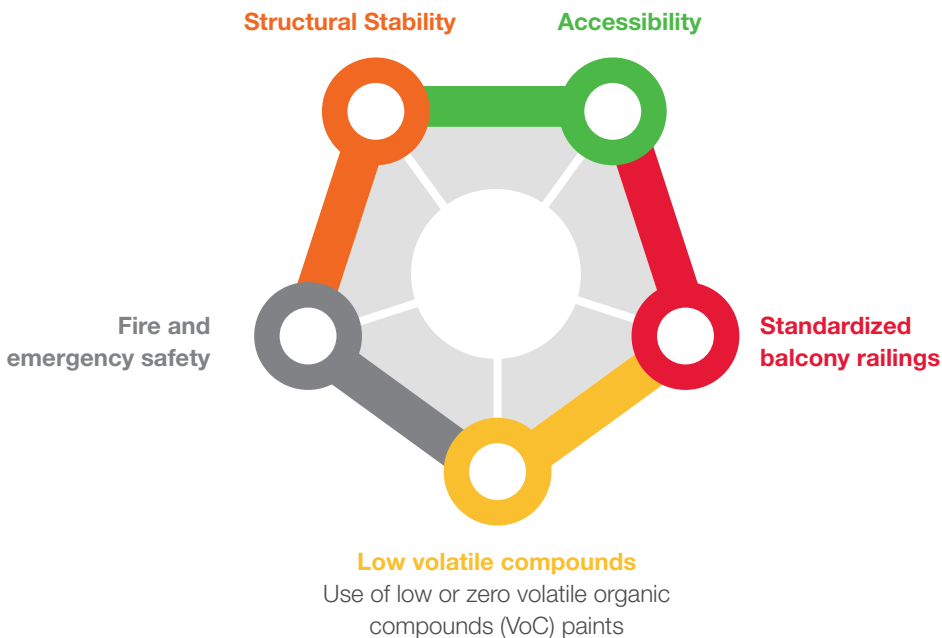 Structural Stability
Accessibility
Fire and
emergency safety
Standardized
balcony railings
Low volatile compounds
Use of low or zero volatile organic
compounds (VoC) paints